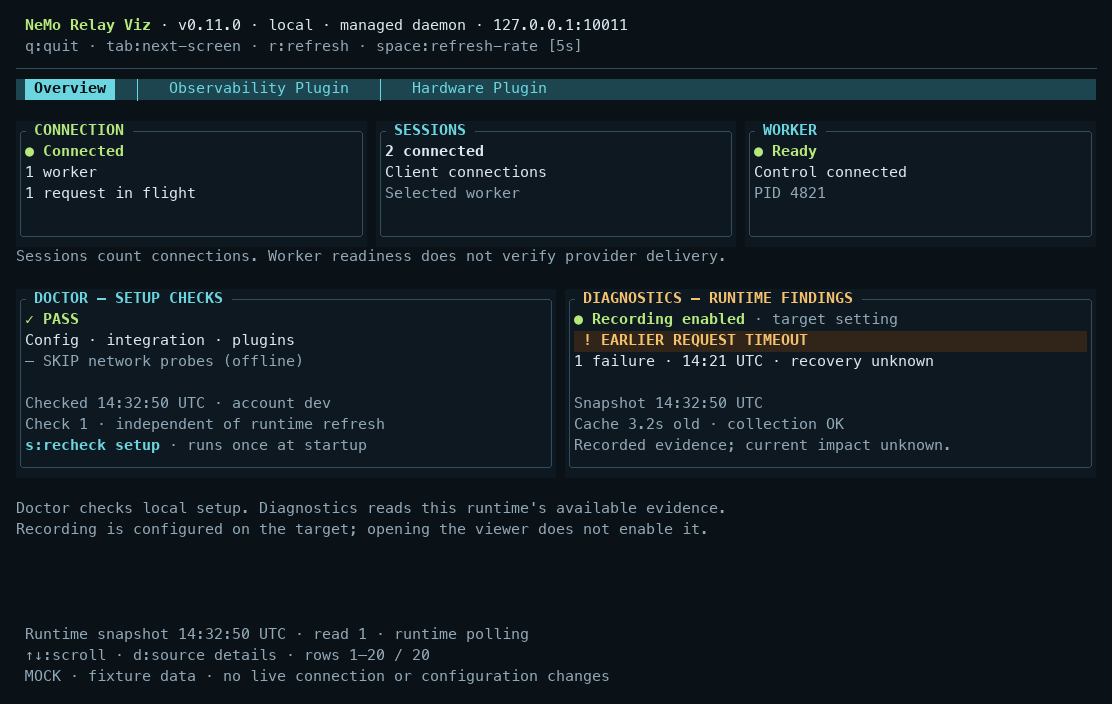 NeMo Relay Viz · v0.11.0 · local · managed daemon · 127.0.0.1:10011
q:quit · tab:next-screen · r:refresh · space:refresh-rate [5s]
Overview │ Observability Plugin │ Hardware Plugin
CONNECTION
● Connected
1 worker
1 request in flight
SESSIONS
2 connected
Client connections
Selected worker
WORKER
● Ready
Control connected
PID 4821
Sessions count connections. Worker readiness does not verify provider delivery.
DOCTOR — SETUP CHECKS
✓ PASS
Config · integration · plugins
— SKIP network probes (offline)
Checked 14:32:50 UTC · account dev
Check 1 · independent of runtime refresh
s:recheck setup · runs once at startup
DIAGNOSTICS — RUNTIME FINDINGS
● Recording enabled · target setting
! EARLIER REQUEST TIMEOUT
1 failure · 14:21 UTC · recovery unknown
Snapshot 14:32:50 UTC
Cache 3.2s old · collection OK
Recorded evidence; current impact unknown.
Doctor checks local setup. Diagnostics reads this runtime's available evidence.
Recording is configured on the target; opening the viewer does not enable it.
Runtime snapshot 14:32:50 UTC · read 1 · runtime polling
↑↓:scroll · d:source details · rows 1–20 / 20
MOCK · fixture data · no live connection or configuration changes